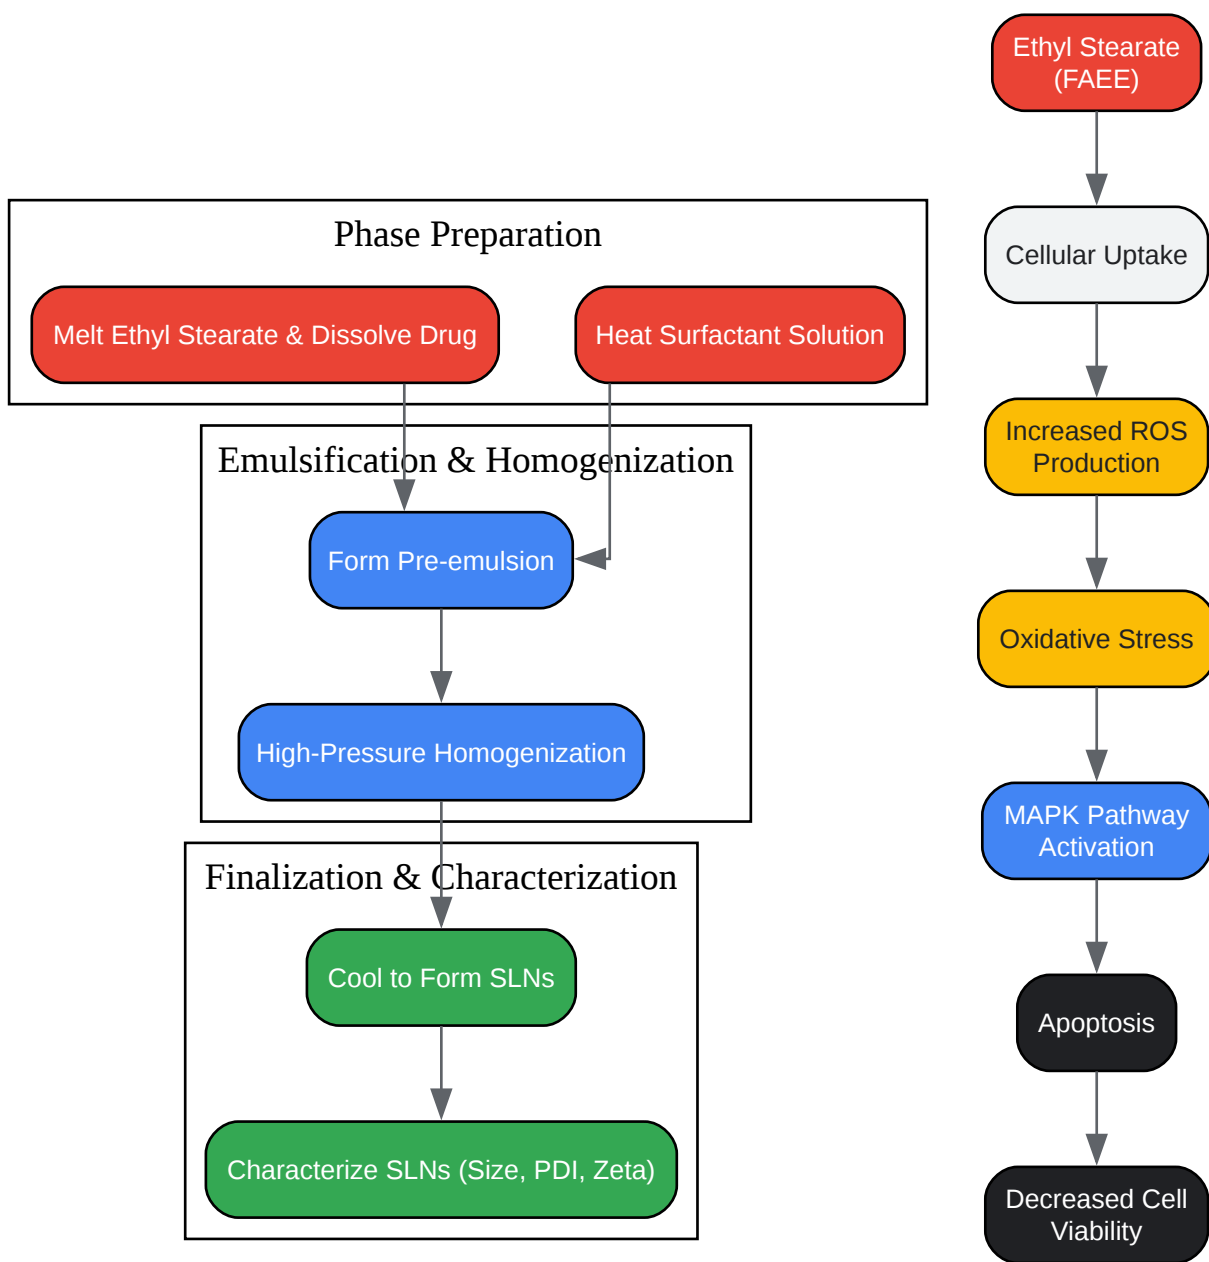 Phase Preparation
Melt Ethyl Stearate & Dissolve Drug
Heat Surfactant Solution
Emulsification & Homogenization
Form Pre-emulsion
High-Pressure Homogenization
Finalization & Characterization
Cool to Form SLNs
Characterize SLNs (Size, PDI, Zeta)
Ethyl Stearate
(FAEE)
Cellular Uptake
Increased ROS
Production
Oxidative Stress
MAPK Pathway
Activation
Apoptosis
Decreased Cell
Viability